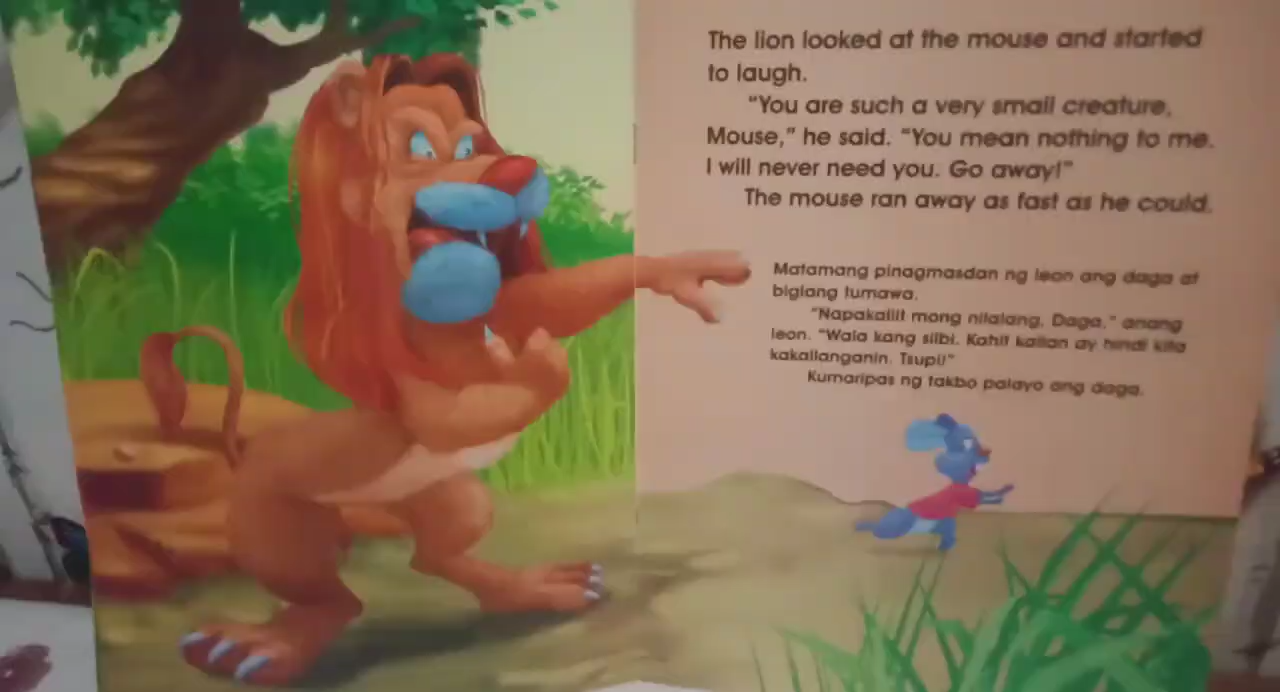 The lion looked at the mouse and started
to laugh.
"You are such a very small creature,
Mouse," he said. "You mean nothing to me.
I will never need you. Go away!"
The mouse ran away as fast as he could.
Matamang pinagmasdan ng leon ang daga at
biglang tumawa.
"Napakaliit mong nilalang, Daga," anang
leon. "Wala kang silbi. Kahit kailan ay hindi kita
kakailanganin. Tsupi!"
Kumaripas ng takbo palayo ang daga.